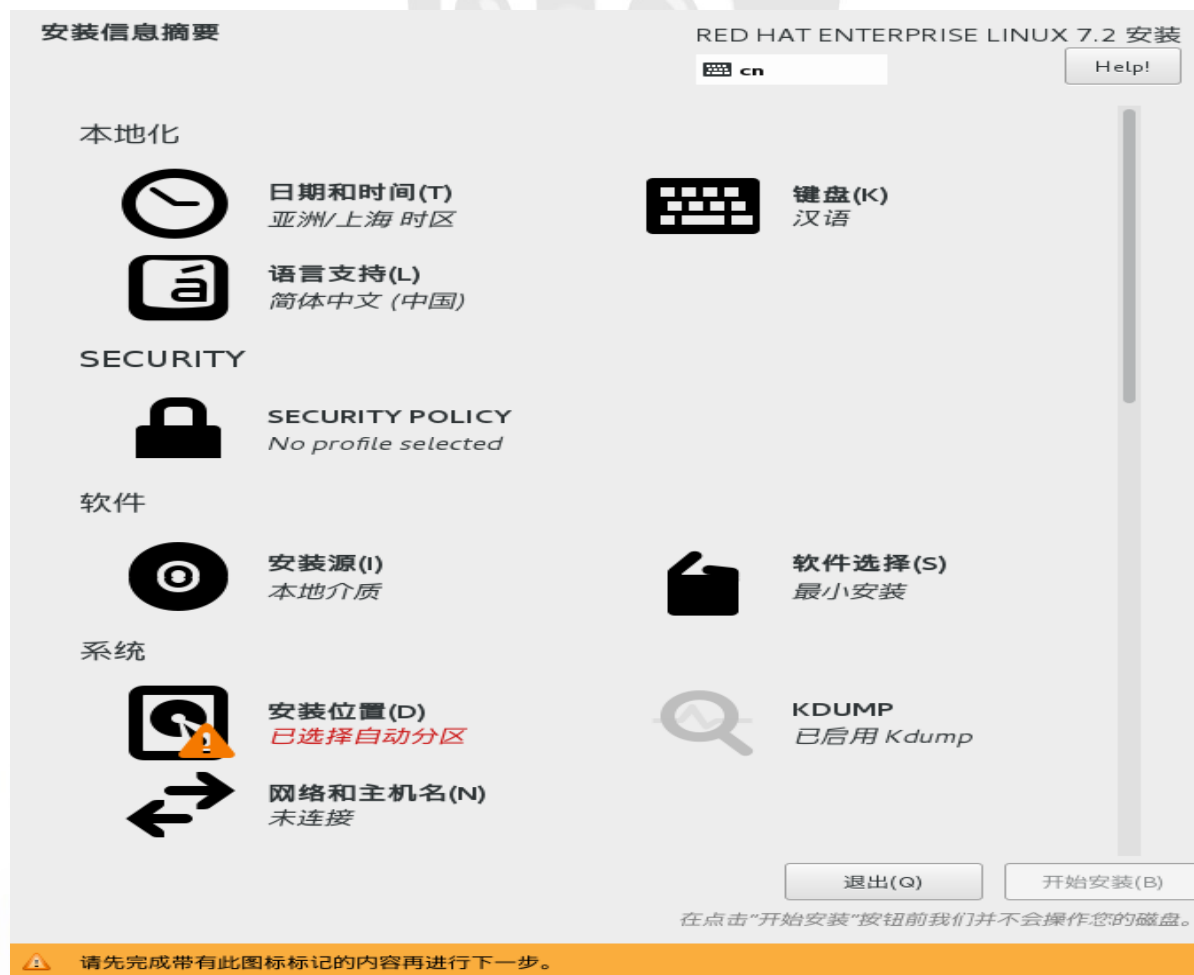 安装信息摘要
RED HAT ENTERPRISE LINUX 7.2 安装
cn
Help!
本地化
日期和时间(T)
亚洲/上海 时区
键盘(K)
汉语
语言支持(L)
简体中文 (中国)
SECURITY
SECURITY POLICY
No profile selected
软件
安装源(I)
本地介质
软件选择(S)
最小安装
系统
安装位置(D)
已选择自动分区
KDUMP
已启用 Kdump
网络和主机名(N)
未连接
退出(Q)
开始安装(B)
在点击"开始安装"按钮前我们并不会操作您的磁盘。
请先完成带有此图标标记的内容再进行下一步。